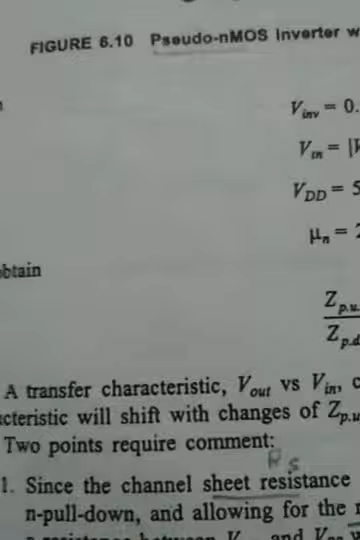 FIGURE 6.10 Pseudo-nMOS Inverter w
V_inv = 0.
V_tn = |V
V_DD = 5
μ_n = 2
obtain
Z_p.u.
Z_p.d
A transfer characteristic, V_out vs V_in, c
cteristic will shift with changes of Z_p.u
Two points require comment:
R s
1. Since the channel sheet resistance
n-pull-down, and allowing for the